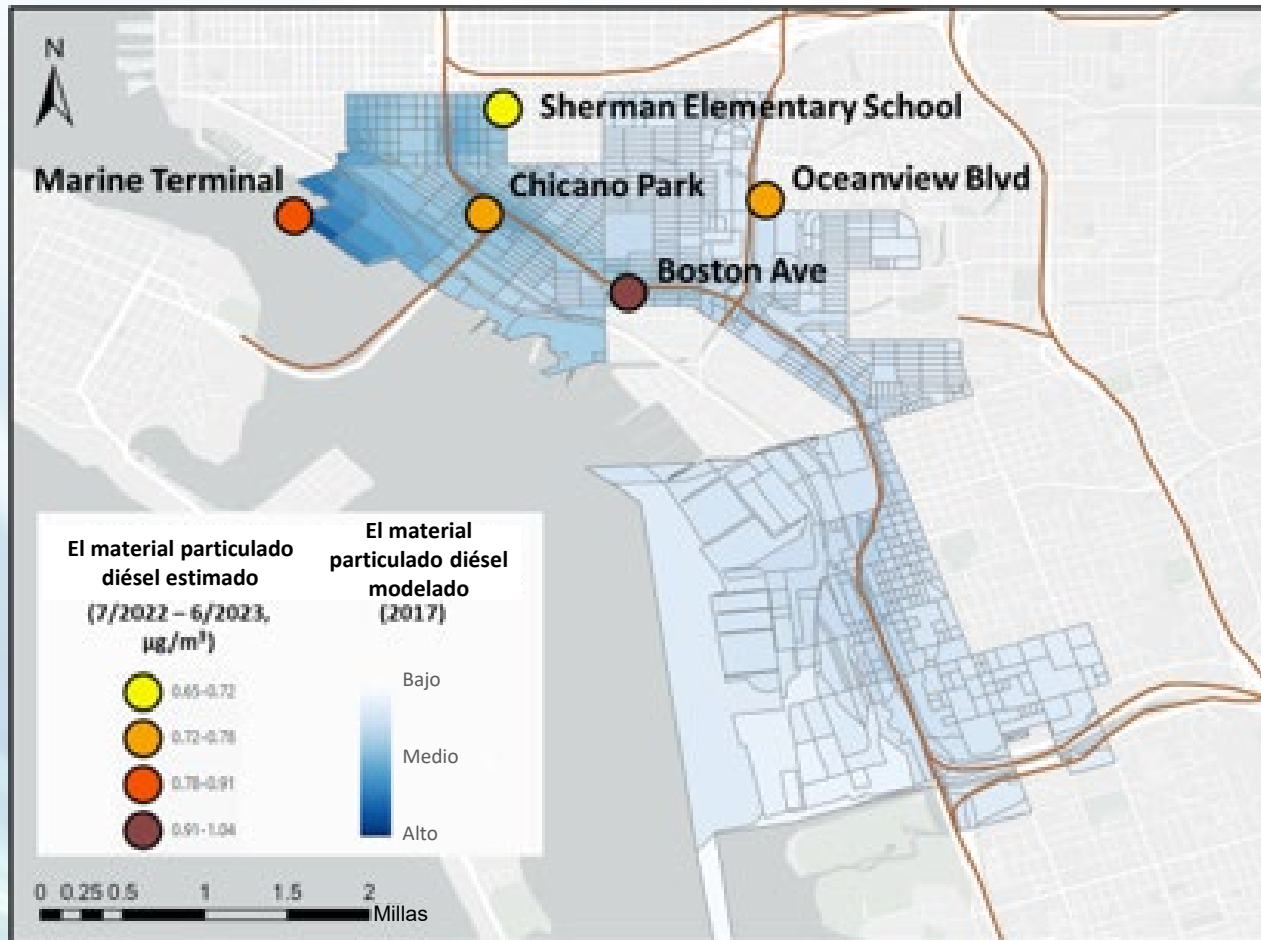 N
Sherman Elementary School
Marine Terminal
Chicano Park
Oceanview Blvd
Boston Ave
El material particulado
diésel estimado
(7/2022 – 6/2023,
µg/m³)
0.65-0.72
0.72-0.78
0.78-0.91
0.91-1.04
El material
particulado diésel
modelado
(2017)
Bajo
Medio
Alto
0 0.25 0.5 1 1.5 2
Millas